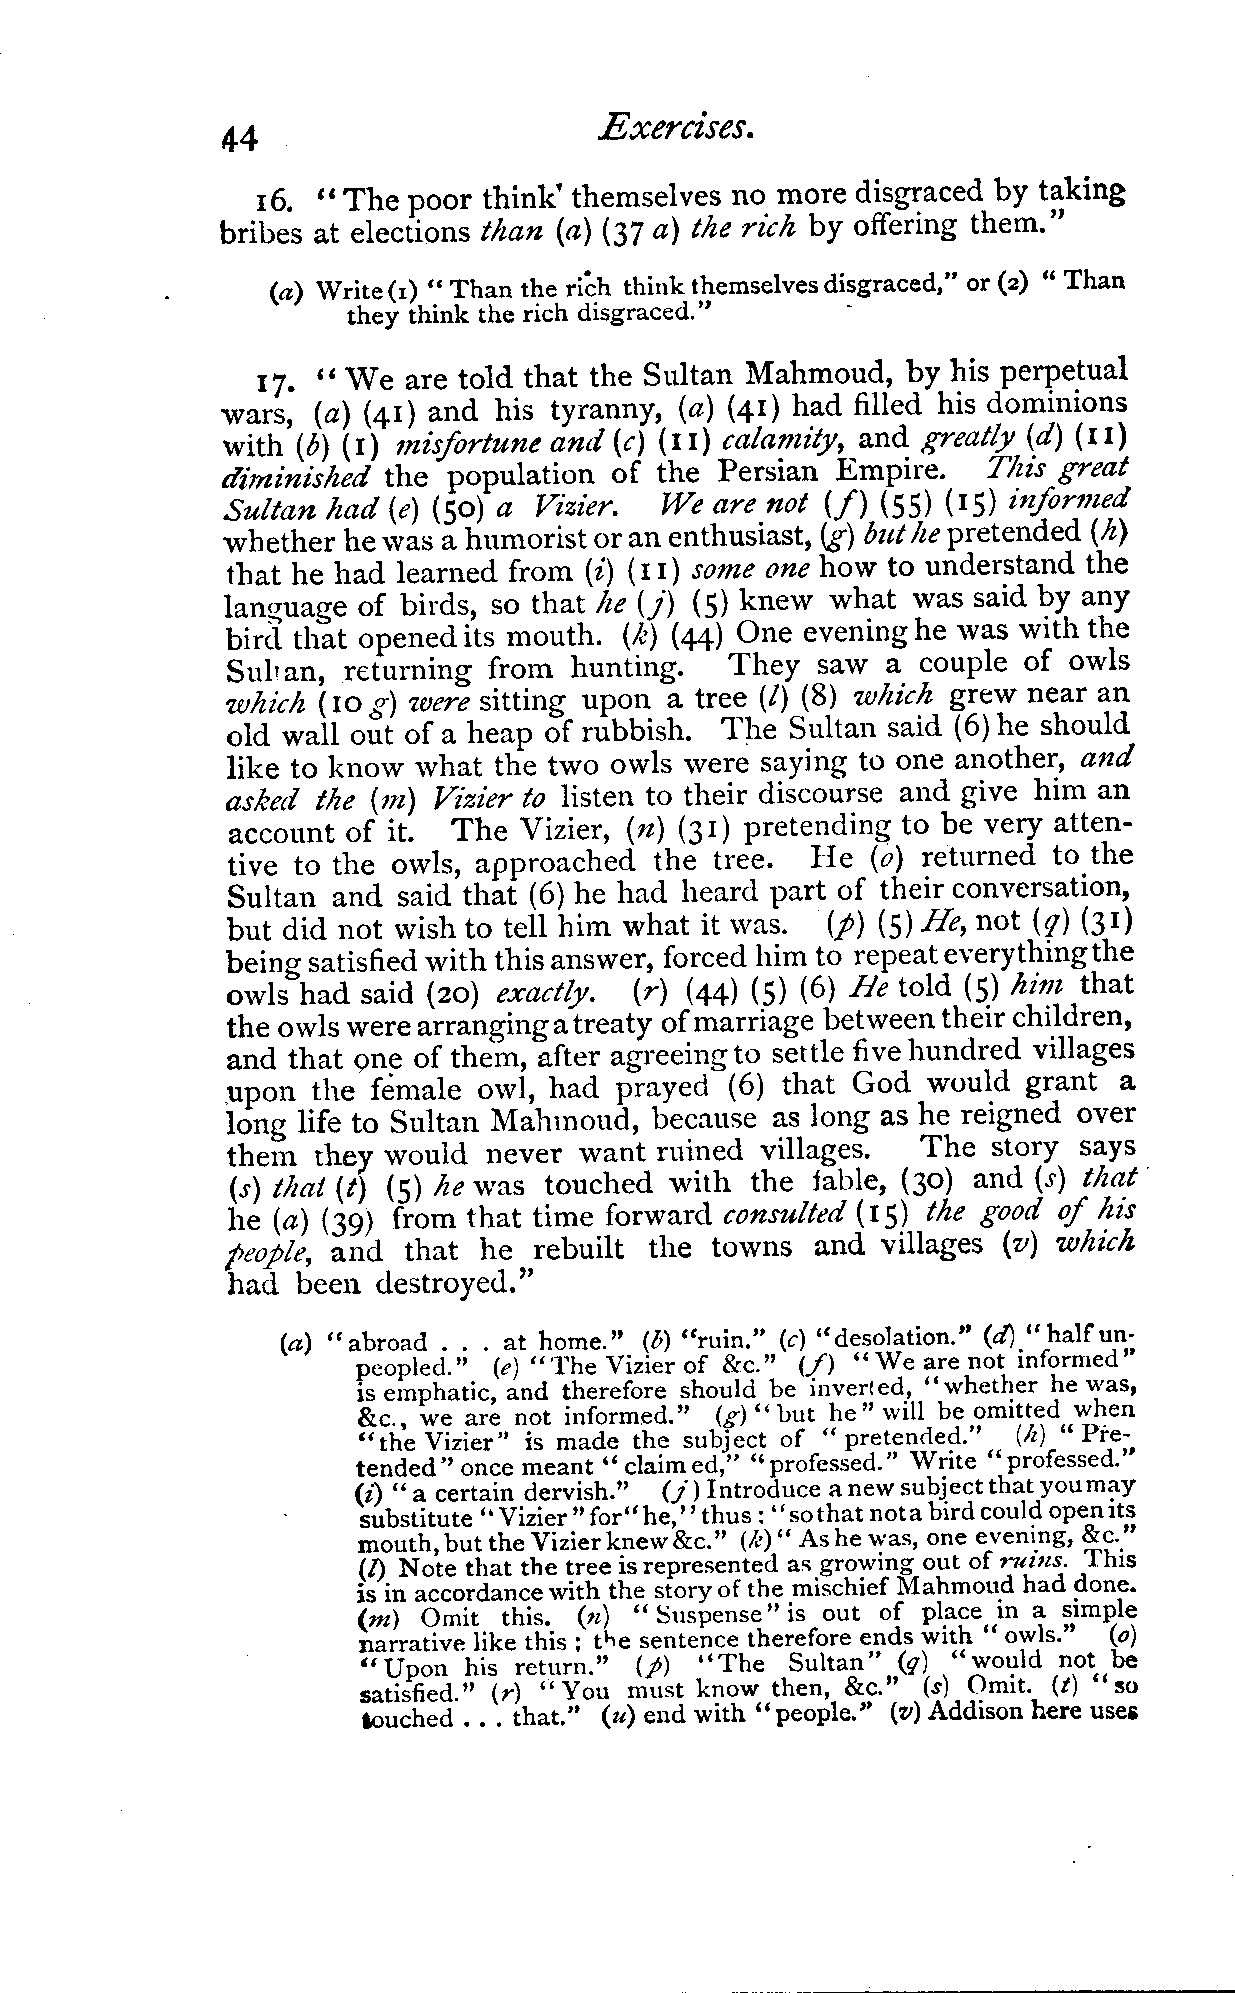 44 Exercises.
16. "The poor think' themselves no more disgraced by taking
bribes at elections than (a) (37 a) the rich by offering them."
(a) Write (1) "Than the rich think themselves disgraced," or (2) "Than
they think the rich disgraced."
17. "We are told that the Sultan Mahmoud, by his perpetual
wars, (a) (41) and his tyranny, (a) (41) had filled his dominions
with (b) (1) misfortune and (c) (11) calamity, and greatly (d) (11)
diminished the population of the Persian Empire. This great
Sultan had (e) (50) a Vizier. We are not (f) (55) (15) informed
whether he was a humorist or an enthusiast, (g) but he pretended (h)
that he had learned from (i) (11) some one how to understand the
language of birds, so that he (j) (5) knew what was said by any
bird that opened its mouth. (k) (44) One evening he was with the
Sultan, returning from hunting. They saw a couple of owls
which (10 g) were sitting upon a tree (l) (8) which grew near an
old wall out of a heap of rubbish. The Sultan said (6) he should
like to know what the two owls were saying to one another, and
asked the (m) Vizier to listen to their discourse and give him an
account of it. The Vizier, (n) (31) pretending to be very atten-
tive to the owls, approached the tree. He (o) returned to the
Sultan and said that (6) he had heard part of their conversation,
but did not wish to tell him what it was. (p) (5) He, not (q) (31)
being satisfied with this answer, forced him to repeat everything the
owls had said (20) exactly. (r) (44) (5) (6) He told (5) him that
the owls were arranging a treaty of marriage between their children,
and that one of them, after agreeing to settle five hundred villages
upon the female owl, had prayed (6) that God would grant a
long life to Sultan Mahmoud, because as long as he reigned over
them they would never want ruined villages. The story says
(s) that (t) (5) he was touched with the fable, (30) and (s) that
he (a) (39) from that time forward consulted (15) the good of his
people, and that he rebuilt the towns and villages (v) which
had been destroyed."
(a) "abroad . . . at home." (b) "ruin." (c) "desolation." (d) "half un-
peopled." (e) "The Vizier of &c." (f) "We are not informed"
is emphatic, and therefore should be inverted, "whether he was,
&c., we are not informed." (g) "but he" will be omitted when
"the Vizier" is made the subject of "pretended." (h) "Pre-
tended" once meant "claimed," "professed." Write "professed."
(i) "a certain dervish." (j) Introduce a new subject that you may
substitute "Vizier" for "he," thus: "so that not a bird could open its
mouth, but the Vizier knew &c." (k) "As he was, one evening, &c."
(l) Note that the tree is represented as growing out of ruins. This
is in accordance with the story of the mischief Mahmoud had done.
(m) Omit this. (n) "Suspense" is out of place in a simple
narrative like this; the sentence therefore ends with "owls." (o)
"Upon his return." (p) "The Sultan" (q) "would not be
satisfied." (r) "You must know then, &c." (s) Omit. (t) "so
touched . . . that." (u) end with "people." (v) Addison here uses